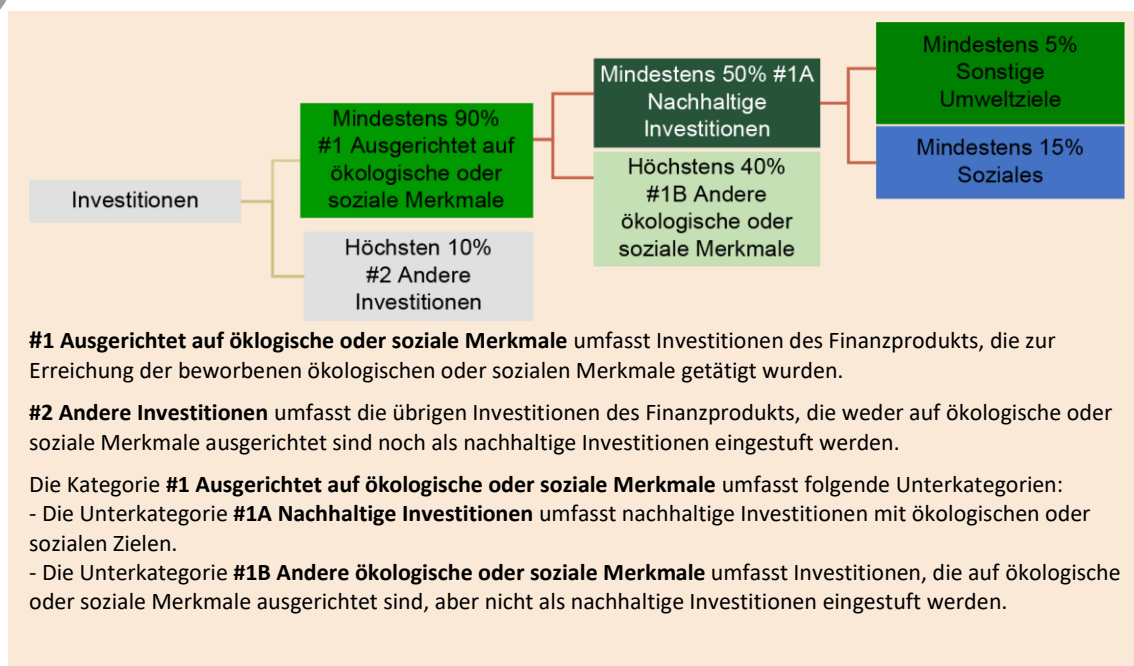 Investitionen
Mindestens 90%
#1 Ausgerichtet auf
ökologische oder
soziale Merkmale
Höchsten 10%
#2 Andere
Investitionen
Mindestens 50% #1A
Nachhaltige
Investitionen
Höchstens 40%
#1B Andere
ökologische oder
soziale Merkmale
Mindestens 5%
Sonstige
Umweltziele
Mindestens 15%
Soziales
#1 Ausgerichtet auf öklogische oder soziale Merkmale umfasst Investitionen des Finanzprodukts, die zur
Erreichung der beworbenen ökologischen oder sozialen Merkmale getätigt wurden.
#2 Andere Investitionen umfasst die übrigen Investitionen des Finanzprodukts, die weder auf ökologische oder
soziale Merkmale ausgerichtet sind noch als nachhaltige Investitionen eingestuft werden.
Die Kategorie #1 Ausgerichtet auf ökologische oder soziale Merkmale umfasst folgende Unterkategorien:
- Die Unterkategorie #1A Nachhaltige Investitionen umfasst nachhaltige Investitionen mit ökologischen oder
sozialen Zielen.
- Die Unterkategorie #1B Andere ökologische oder soziale Merkmale umfasst Investitionen, die auf ökologische
oder soziale Merkmale ausgerichtet sind, aber nicht als nachhaltige Investitionen eingestuft werden.